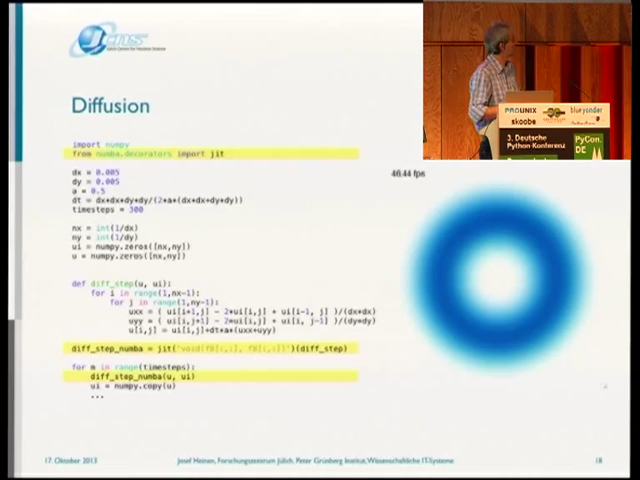 JCNS
Diffusion
import numpy
from numba.decorators import jit
dx = 0.005
dy = 0.005
a = 0.5
dt = dx*dx*dy*dy/(2*a*(dx*dx+dy*dy))
timesteps = 300
nx = int(1/dx)
ny = int(1/dy)
ui = numpy.zeros([nx,ny])
u = numpy.zeros([nx,ny])
def diff_step(u, ui):
for i in range(1,nx-1):
for j in range(1,ny-1):
uxx = ( ui[i+1,j] - 2*ui[i,j] + ui[i-1, j] )/(dx*dx)
uyy = ( ui[i,j+1] - 2*ui[i,j] + ui[i, j-1] )/(dy*dy)
u[i,j] = ui[i,j]+dt*a*(uxx+uyy)
diff_step_numba = jit('void(f8[:,:], f8[:,:])')(diff_step)
for m in range(timesteps):
diff_step_numba(u, ui)
ui = numpy.copy(u)
...
46.44 fps
PROUNIX
skoobe
blueyonder
3. Deutsche
Python-Konferenz
PyCon.
DE
17. Oktober 2013
Josef Heinen, Forschungszentrum Jülich, Peter Grünberg Institut, Wissenschaftliche IT-Systeme
18